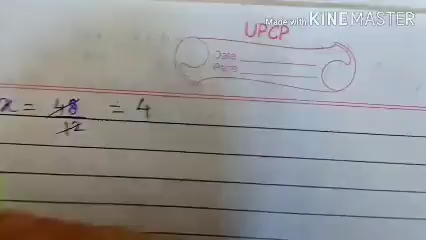 Made with KINEMASTER
UPCP
Date
Page
x = 48/12 = 4